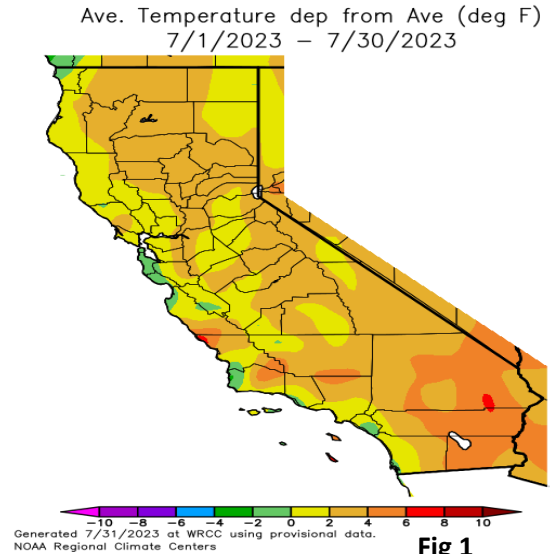 Ave. Temperature dep from Ave (deg F)
7/1/2023 – 7/30/2023
-10 -8 -6 -4 -2 0 2 4 6 8 10
Generated 7/31/2023 at WRCC using provisional data.
NOAA Regional Climate Centers
Fig 1